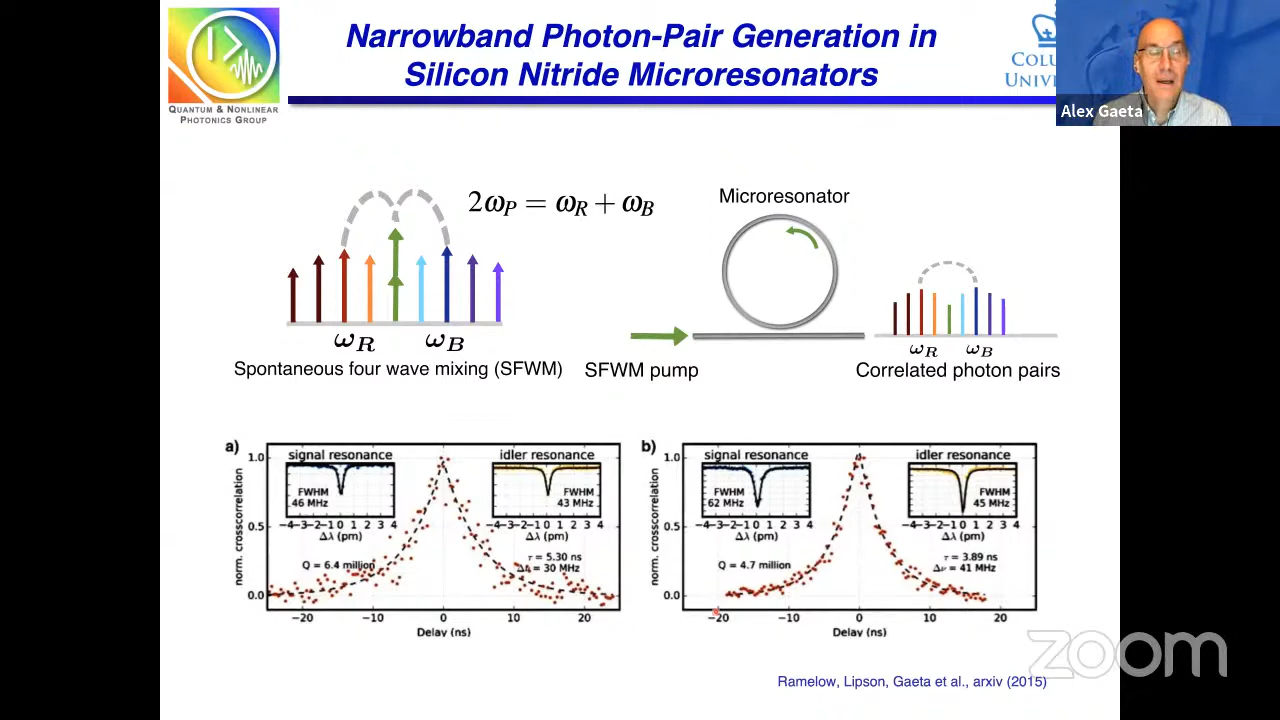 Narrowband Photon-Pair Generation in
Silicon Nitride Microresonators
QUANTUM & NONLINEAR
PHOTONICS GROUP
Alex Gaeta
2ωP = ωR + ωB
Microresonator
ωR ωB
ωR ωB
Spontaneous four wave mixing (SFWM)
SFWM pump
Correlated photon pairs
a)
norm. crosscorrelation
1.0
0.5
0.0
signal resonance
FWHM
46 MHz
−4−3−2−1 0 1 2 3 4
Δλ (pm)
idler resonance
FWHM
43 MHz
−4−3−2−1 0 1 2 3 4
Δλ (pm)
Q = 6.4 million
τ = 5.30 ns
= 30 MHz
−20 −10 0 10 20
Delay (ns)
b)
norm. crosscorrelation
1.0
0.5
0.0
signal resonance
FWHM
62 MHz
−4−3−2−1 0 1 2 3 4
Δλ (pm)
idler resonance
FWHM
45 MHz
−4−3−2−1 0 1 2 3 4
Δλ (pm)
Q = 4.7 million
τ = 3.89 ns
Δν = 41 MHz
−20 −10 0 10 20
Delay (ns)
zoom
Ramelow, Lipson, Gaeta et al., arxiv (2015)